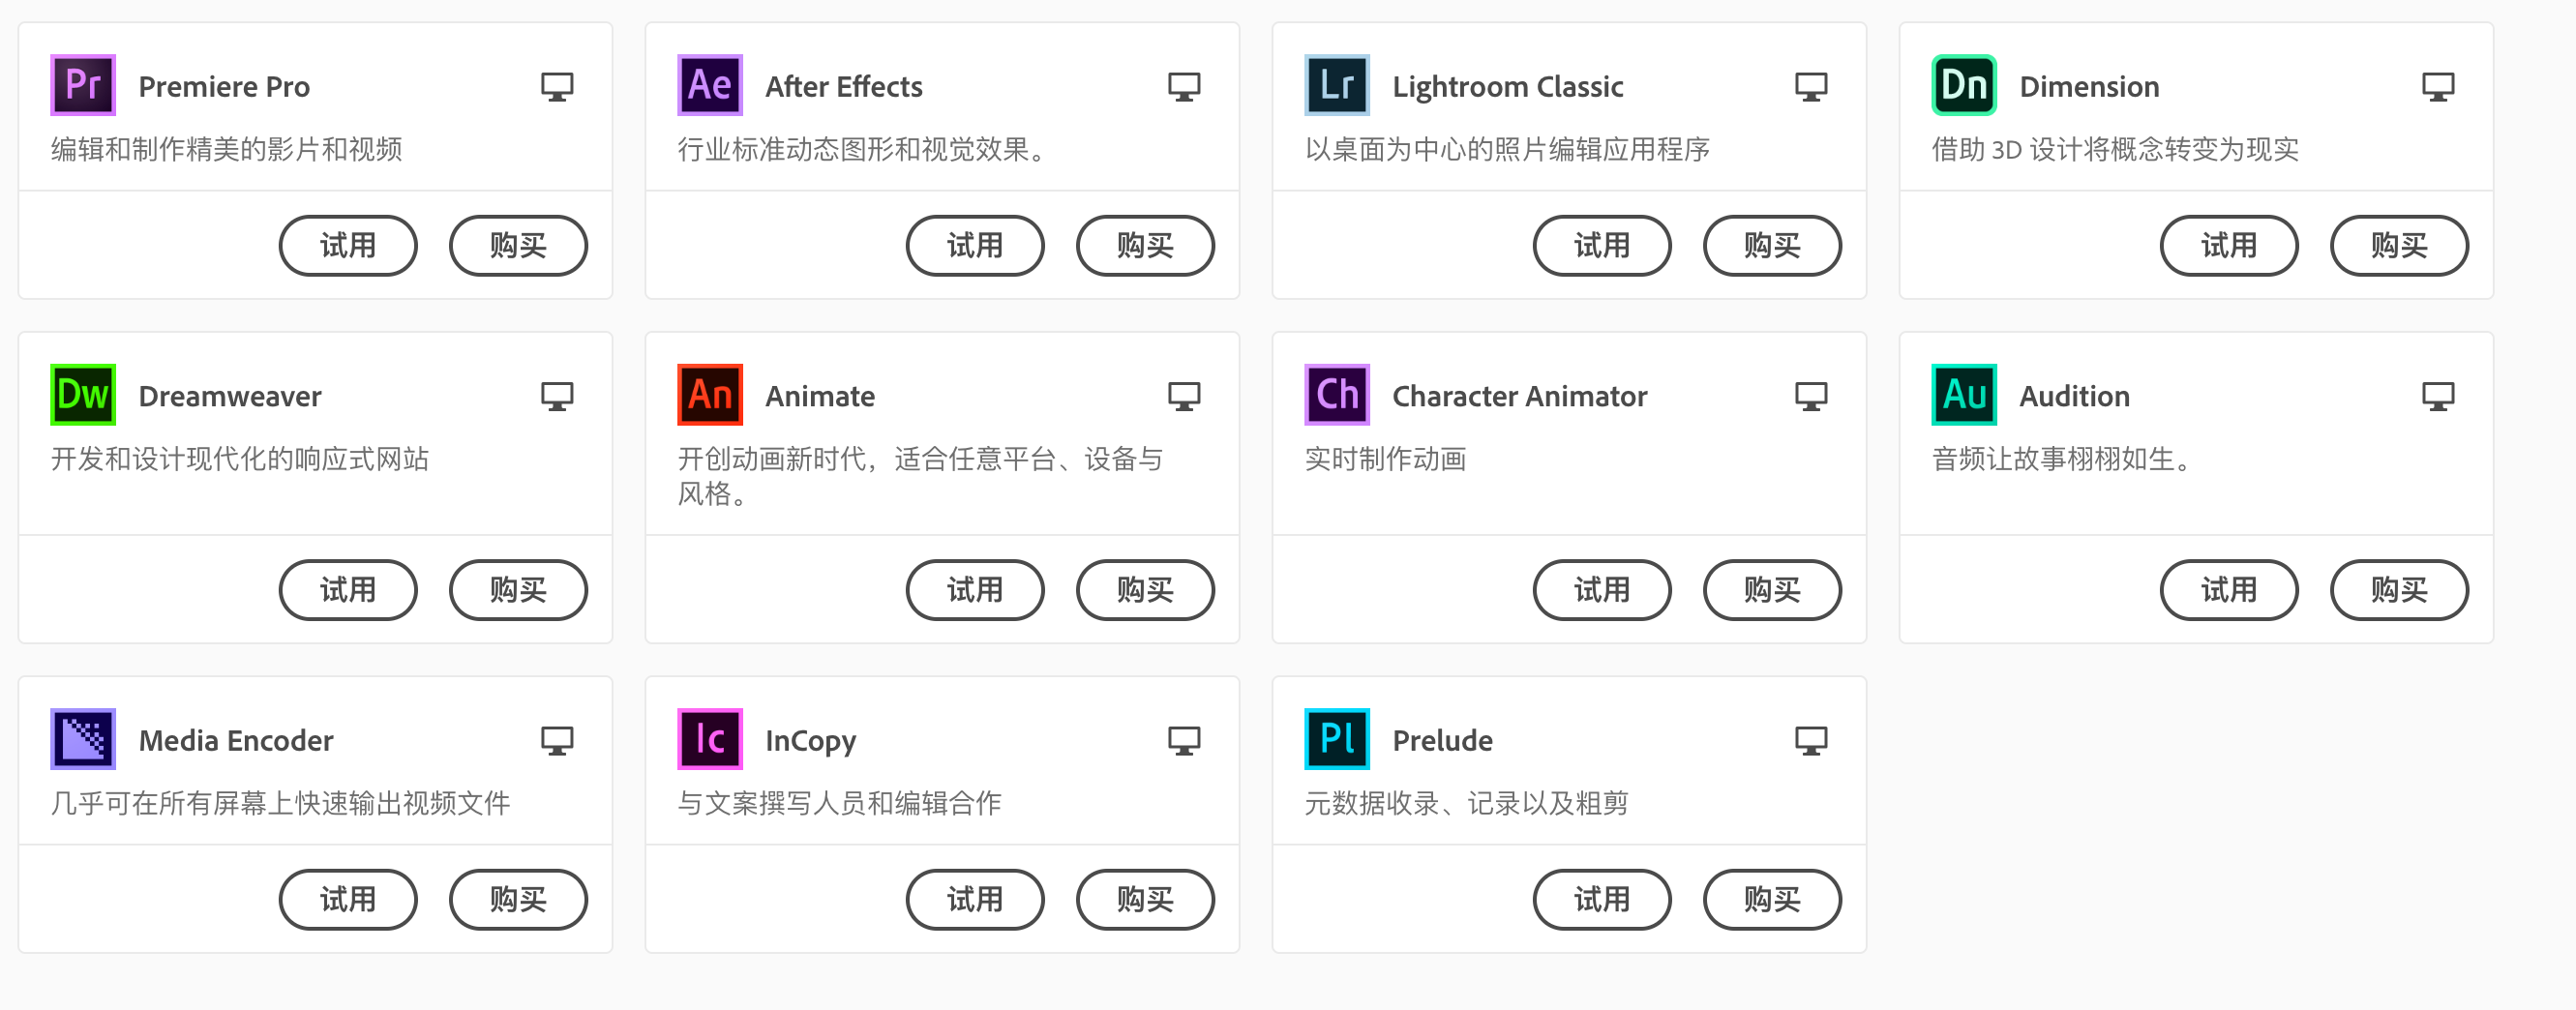 Pr Premiere Pro
编辑和制作精美的影片和视频
试用 购买
Ae After Effects
行业标准动态图形和视觉效果。
试用 购买
Lr Lightroom Classic
以桌面为中心的照片编辑应用程序
试用 购买
Dn Dimension
借助 3D 设计将概念转变为现实
试用 购买
Dw Dreamweaver
开发和设计现代化的响应式网站
试用 购买
An Animate
开创动画新时代，适合任意平台、设备与
风格。
试用 购买
Ch Character Animator
实时制作动画
试用 购买
Au Audition
音频让故事栩栩如生。
试用 购买
Media Encoder
几乎可在所有屏幕上快速输出视频文件
试用 购买
Ic InCopy
与文案撰写人员和编辑合作
试用 购买
Pl Prelude
元数据收录、记录以及粗剪
试用 购买